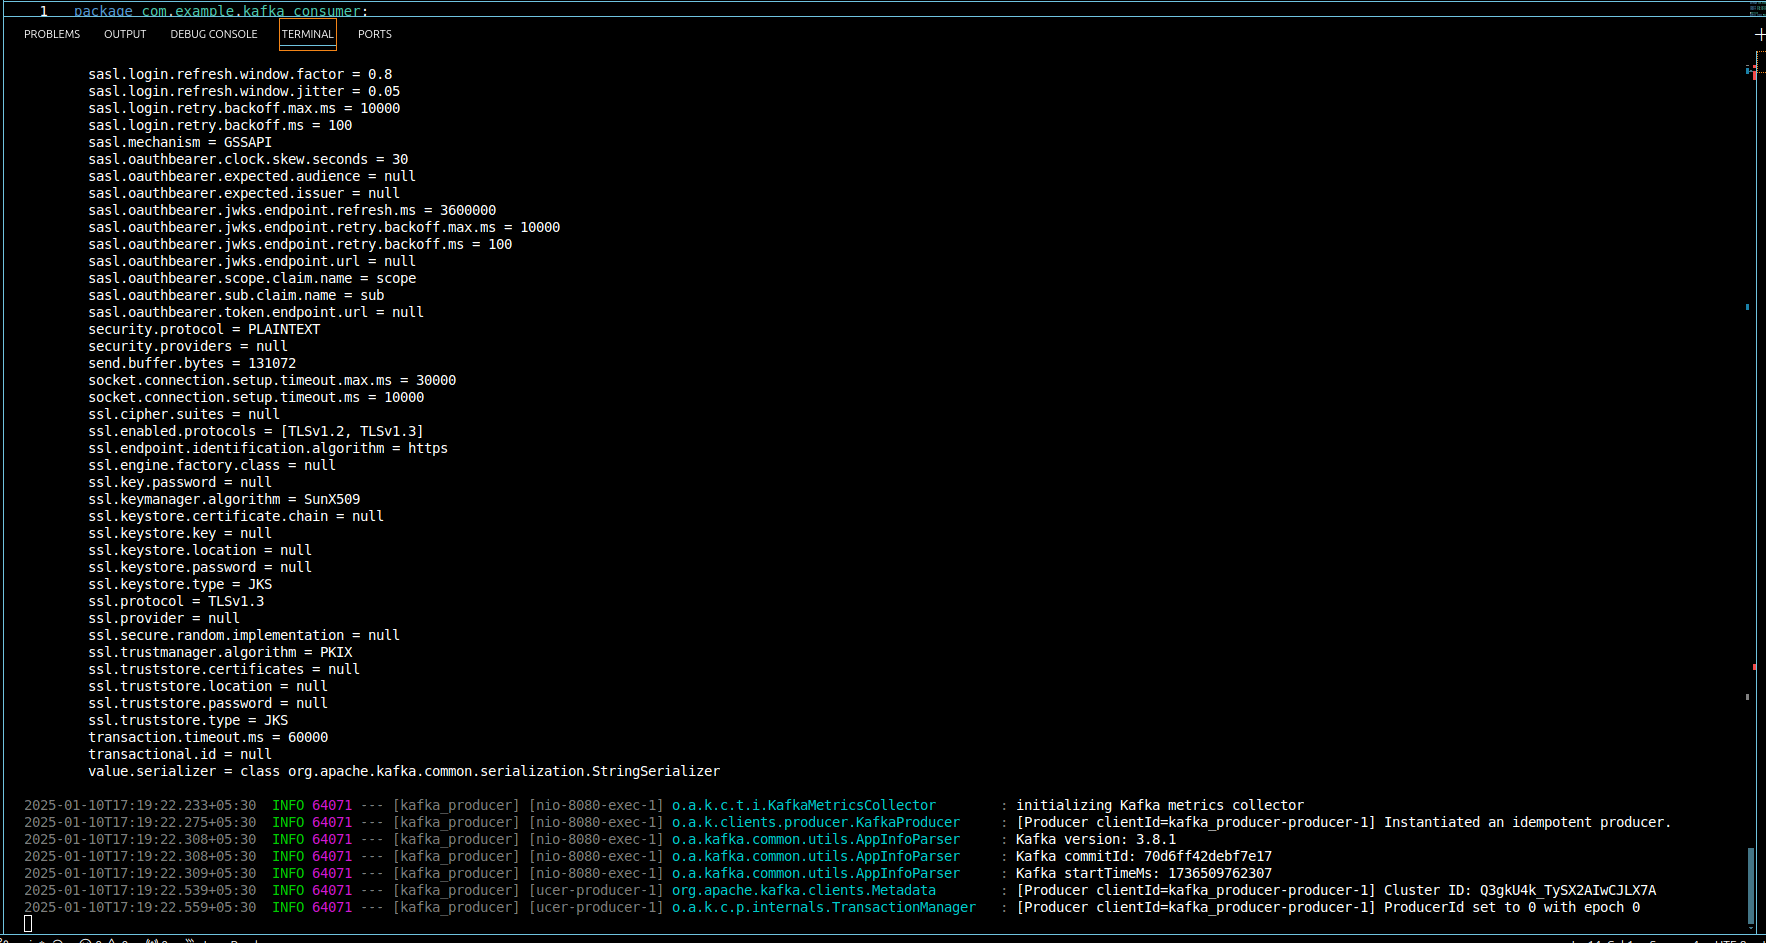 1 package com.example.kafka_consumer;
PROBLEMS OUTPUT DEBUG CONSOLE TERMINAL PORTS
sasl.login.refresh.window.factor = 0.8
sasl.login.refresh.window.jitter = 0.05
sasl.login.retry.backoff.max.ms = 10000
sasl.login.retry.backoff.ms = 100
sasl.mechanism = GSSAPI
sasl.oauthbearer.clock.skew.seconds = 30
sasl.oauthbearer.expected.audience = null
sasl.oauthbearer.expected.issuer = null
sasl.oauthbearer.jwks.endpoint.refresh.ms = 3600000
sasl.oauthbearer.jwks.endpoint.retry.backoff.max.ms = 10000
sasl.oauthbearer.jwks.endpoint.retry.backoff.ms = 100
sasl.oauthbearer.jwks.endpoint.url = null
sasl.oauthbearer.scope.claim.name = scope
sasl.oauthbearer.sub.claim.name = sub
sasl.oauthbearer.token.endpoint.url = null
security.protocol = PLAINTEXT
security.providers = null
send.buffer.bytes = 131072
socket.connection.setup.timeout.max.ms = 30000
socket.connection.setup.timeout.ms = 10000
ssl.cipher.suites = null
ssl.enabled.protocols = [TLSv1.2, TLSv1.3]
ssl.endpoint.identification.algorithm = https
ssl.engine.factory.class = null
ssl.key.password = null
ssl.keymanager.algorithm = SunX509
ssl.keystore.certificate.chain = null
ssl.keystore.key = null
ssl.keystore.location = null
ssl.keystore.password = null
ssl.keystore.type = JKS
ssl.protocol = TLSv1.3
ssl.provider = null
ssl.secure.random.implementation = null
ssl.trustmanager.algorithm = PKIX
ssl.truststore.certificates = null
ssl.truststore.location = null
ssl.truststore.password = null
ssl.truststore.type = JKS
transaction.timeout.ms = 60000
transactional.id = null
value.serializer = class org.apache.kafka.common.serialization.StringSerializer
2025-01-10T17:19:22.233+05:30 INFO 64071 --- [kafka_producer] [nio-8080-exec-1] o.a.k.c.t.i.KafkaMetricsCollector : initializing Kafka metrics collector
2025-01-10T17:19:22.275+05:30 INFO 64071 --- [kafka_producer] [nio-8080-exec-1] o.a.k.clients.producer.KafkaProducer : [Producer clientId=kafka_producer-producer-1] Instantiated an idempotent producer.
2025-01-10T17:19:22.308+05:30 INFO 64071 --- [kafka_producer] [nio-8080-exec-1] o.a.kafka.common.utils.AppInfoParser : Kafka version: 3.8.1
2025-01-10T17:19:22.308+05:30 INFO 64071 --- [kafka_producer] [nio-8080-exec-1] o.a.kafka.common.utils.AppInfoParser : Kafka commitId: 70d6ff42debf7e17
2025-01-10T17:19:22.309+05:30 INFO 64071 --- [kafka_producer] [nio-8080-exec-1] o.a.kafka.common.utils.AppInfoParser : Kafka startTimeMs: 1736509762307
2025-01-10T17:19:22.539+05:30 INFO 64071 --- [kafka_producer] [ucer-producer-1] org.apache.kafka.clients.Metadata : [Producer clientId=kafka_producer-producer-1] Cluster ID: Q3gkU4k_TySX2AIwCJLX7A
2025-01-10T17:19:22.559+05:30 INFO 64071 --- [kafka_producer] [ucer-producer-1] o.a.k.c.p.internals.TransactionManager : [Producer clientId=kafka_producer-producer-1] ProducerId set to 0 with epoch 0